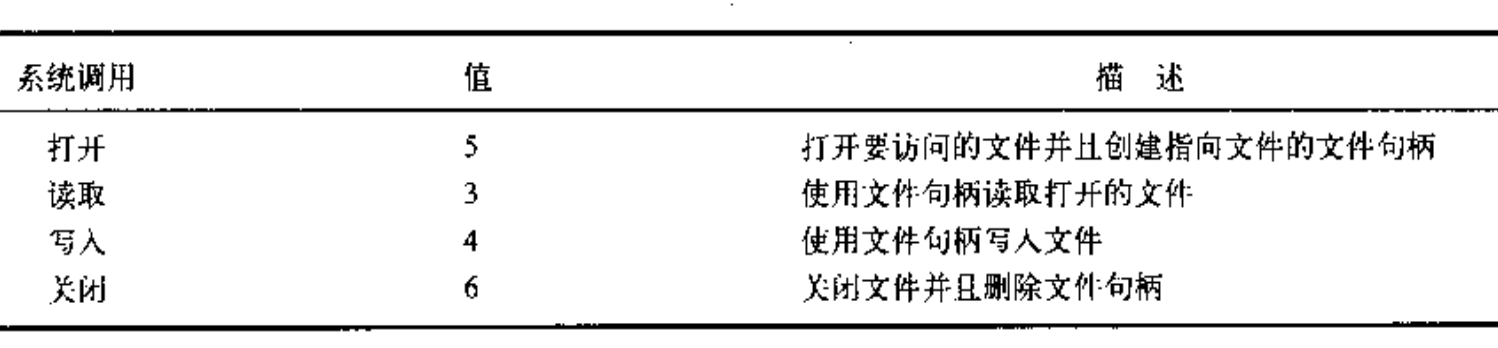 系统调用 值 描 述
打开 5 打开要访问的文件并且创建指向文件的文件句柄
读取 3 使用文件句柄读取打开的文件
写入 4 使用文件句柄写入文件
关闭 6 关闭文件并且删除文件句柄